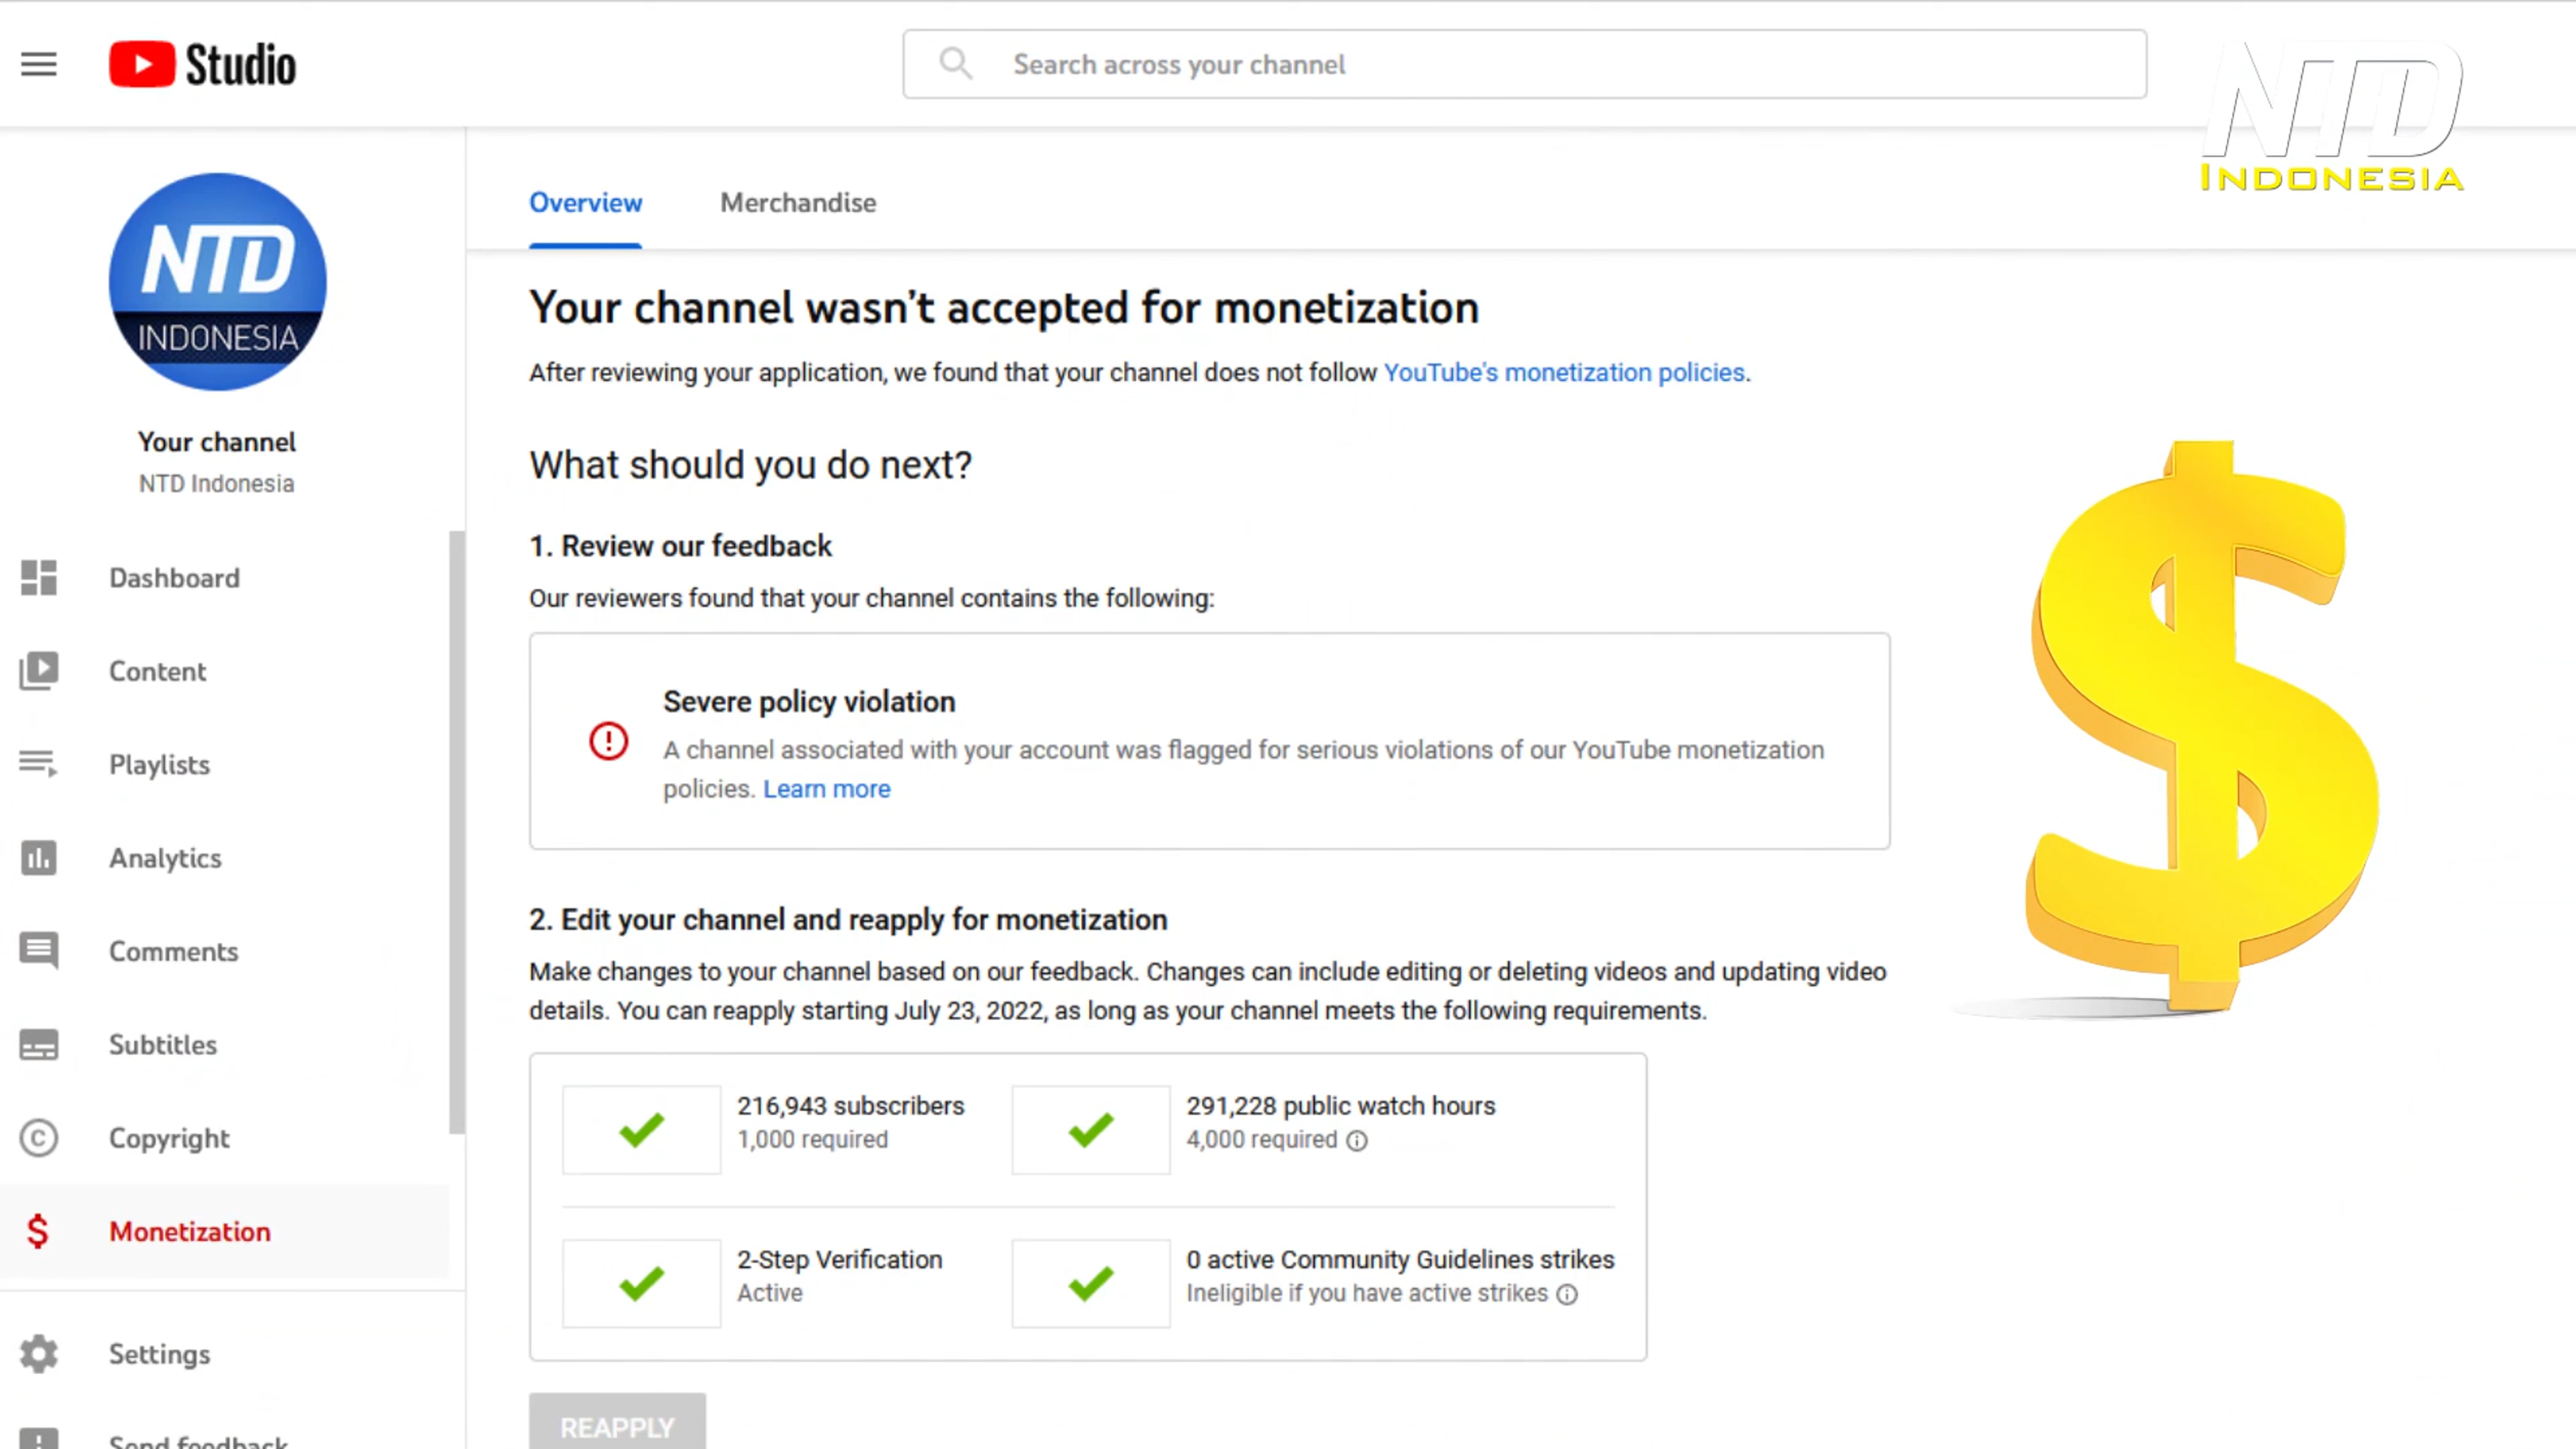 Studio
Search across your channel
NTD
INDONESIA
NTD
INDONESIA
Your channel
NTD Indonesia
Dashboard
Content
Playlists
Analytics
Comments
Subtitles
Copyright
$ Monetization
Settings
Send feedback
Overview Merchandise
Your channel wasn't accepted for monetization
After reviewing your application, we found that your channel does not follow YouTube's monetization policies.
What should you do next?
1. Review our feedback
Our reviewers found that your channel contains the following:
Severe policy violation
A channel associated with your account was flagged for serious violations of our YouTube monetization
policies. Learn more
2. Edit your channel and reapply for monetization
Make changes to your channel based on our feedback. Changes can include editing or deleting videos and updating video
details. You can reapply starting July 23, 2022, as long as your channel meets the following requirements.
216,943 subscribers
1,000 required
291,228 public watch hours
4,000 required
2-Step Verification
Active
0 active Community Guidelines strikes
Ineligible if you have active strikes
REAPPLY
$